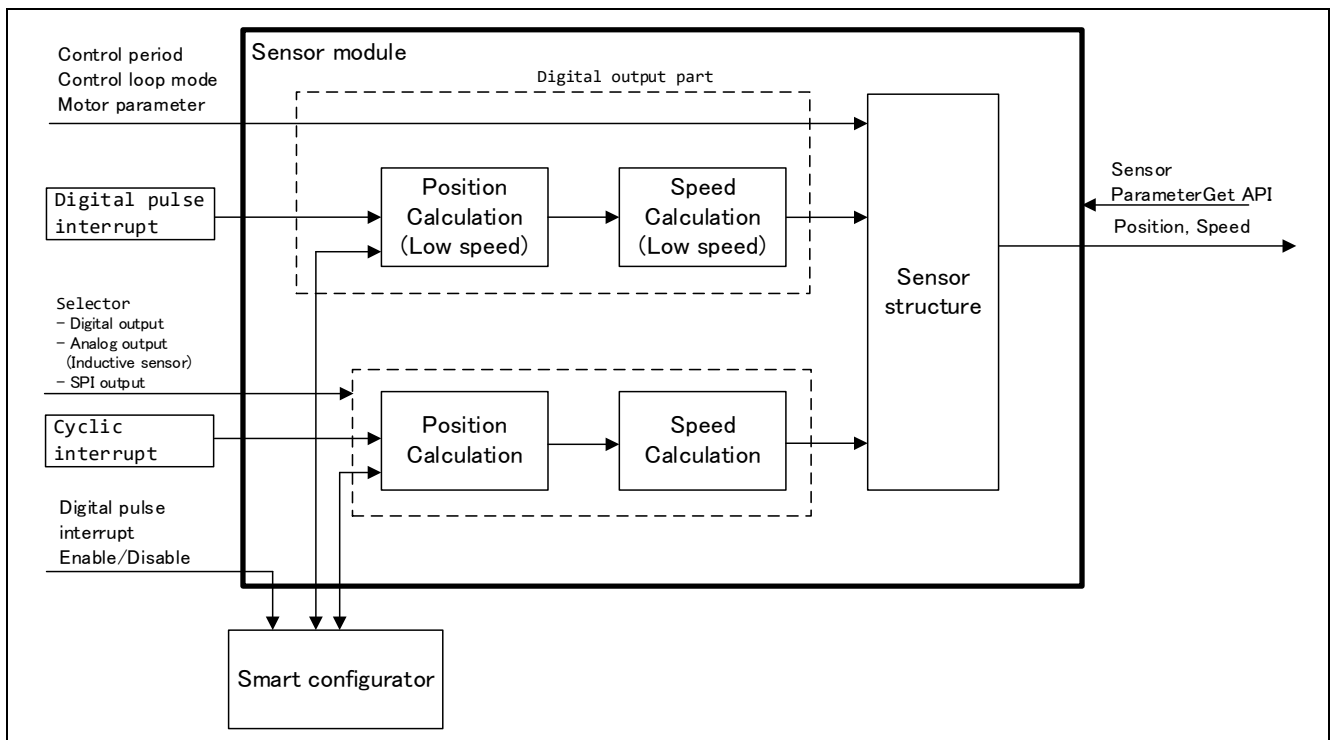 Control period
Control loop mode
Motor parameter
Sensor module
Digital output part
Digital pulse
interrupt
Position
Calculation
(Low speed)
Speed
Calculation
(Low speed)
Sensor
ParameterGet API
Position, Speed
Sensor
structure
Selector
- Digital output
- Analog output
(Inductive sensor)
- SPI output
Cyclic
interrupt
Position
Calculation
Speed
Calculation
Digital pulse
interrupt
Enable/Disable
Smart configurator